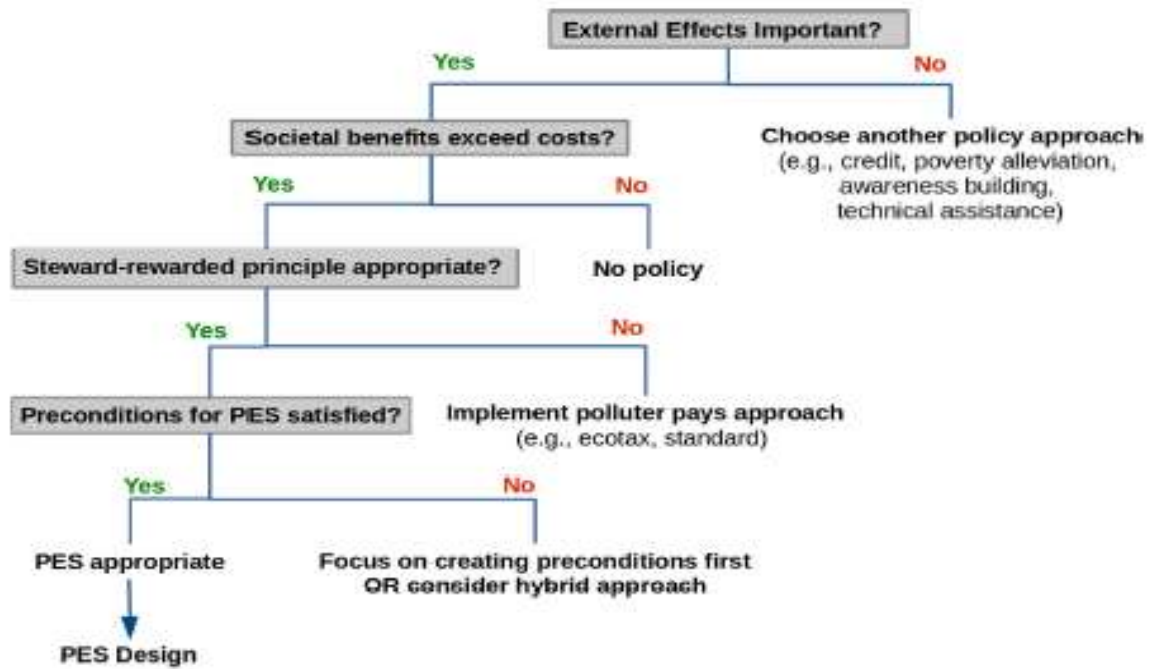 External Effects Important?
Yes
No
Societal benefits exceed costs?
Choose another policy approach
(e.g., credit, poverty alleviation,
awareness building,
technical assistance)
Yes
No
Steward-rewarded principle appropriate?
No policy
Yes
No
Preconditions for PES satisfied?
Implement polluter pays approach
(e.g., ecotax, standard)
Yes
No
PES appropriate
Focus on creating preconditions first
OR consider hybrid approach
PES Design